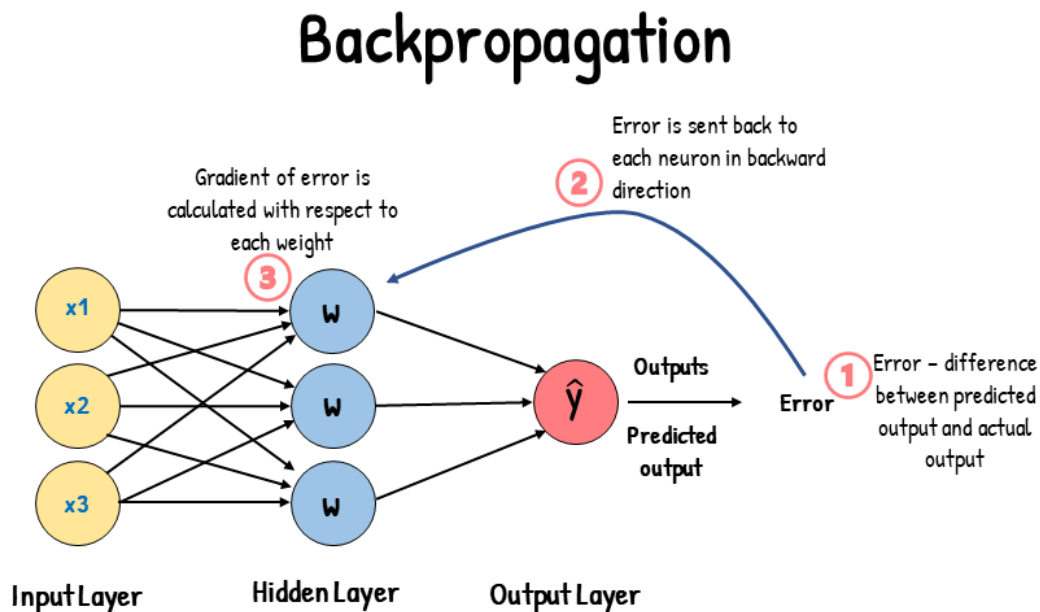 Backpropagation
Error is sent back to
each neuron in backward
direction
2
Gradient of error is
calculated with respect to
each weight
3
x1
x2
x3
w
w
w
ŷ
Outputs
Predicted
output
Error
1
Error – difference
between predicted
output and actual
output
Input Layer
Hidden Layer
Output Layer